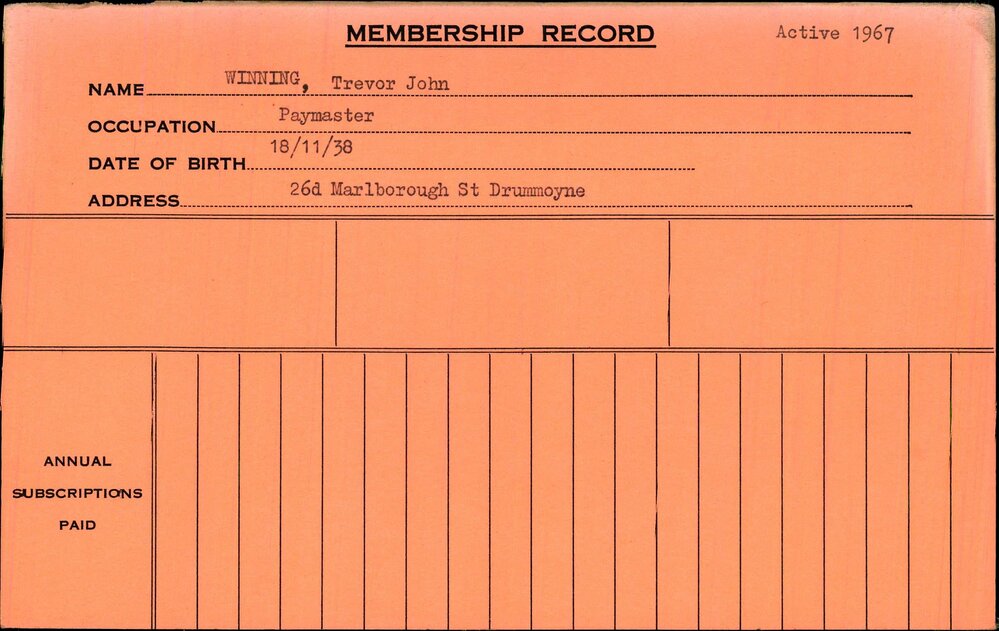 MEMBERSHIP RECORD Active 1967
NAME WINNING, Trevor John
OCCUPATION Paymaster
DATE OF BIRTH 18/11/38
ADDRESS 26d Marlborough St Drummoyne
ANNUAL
SUBSCRIPTIONS
PAID